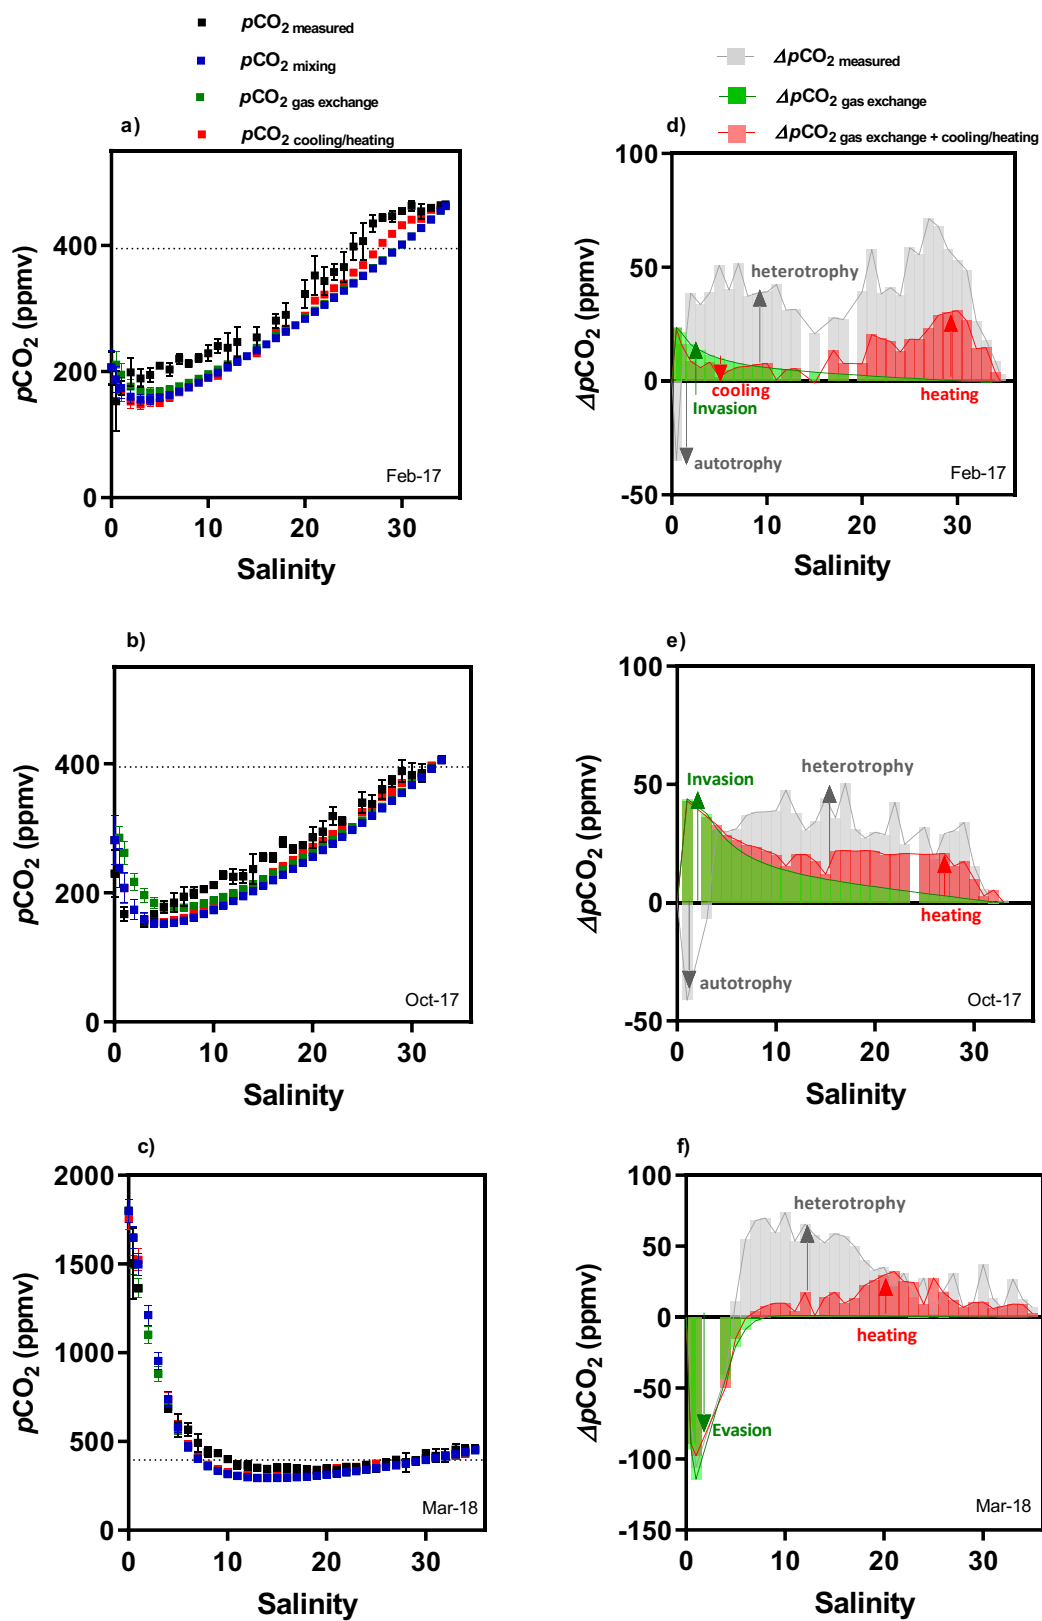 pCO2 measured
pCO2 mixing
pCO2 gas exchange
pCO2 cooling/heating
a)
400
200
0
0 10 20 30
pCO2 (ppmv)
Salinity
Feb-17
ΔpCO2 measured
ΔpCO2 gas exchange
ΔpCO2 gas exchange + cooling/heating
d)
100
50
0
-50
0 10 20 30
ΔpCO2 (ppmv)
heterotrophy
cooling
Invasion
heating
autotrophy
Feb-17
Salinity
b)
400
200
0
0 10 20 30
pCO2 (ppmv)
Oct-17
Salinity
e)
100
50
0
-50
0 10 20 30
ΔpCO2 (ppmv)
Invasion
heterotrophy
heating
autotrophy
Oct-17
Salinity
c)
2000
1500
1000
500
0
0 10 20 30
pCO2 (ppmv)
Salinity
f)
100
50
0
-50
-100
-150
0 10 20 30
ΔpCO2 (ppmv)
heterotrophy
heating
Evasion
Mar-18
Salinity
Mar-18